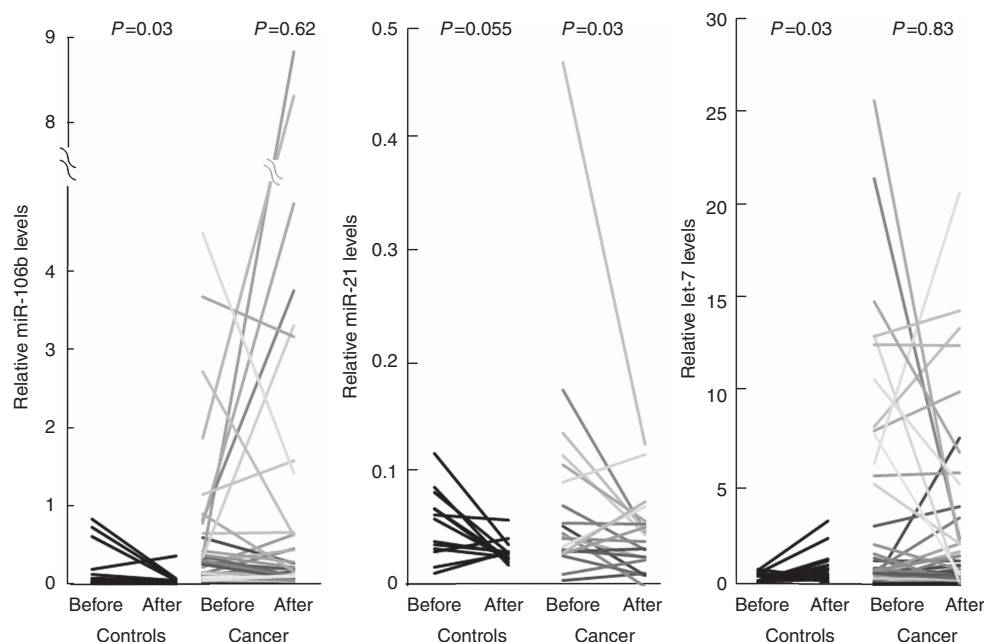 P=0.03 P=0.62
9
8
4
3
2
1
0
Relative miR-106b levels
Before After Before After
Controls Cancer
P=0.055 P=0.03
0.5
0.4
0.3
0.2
0.1
0
Relative miR-21 levels
Before After Before After
Controls Cancer
P=0.03 P=0.83
30
25
20
15
10
5
0
Relative let-7 levels
Before After Before After
Controls Cancer